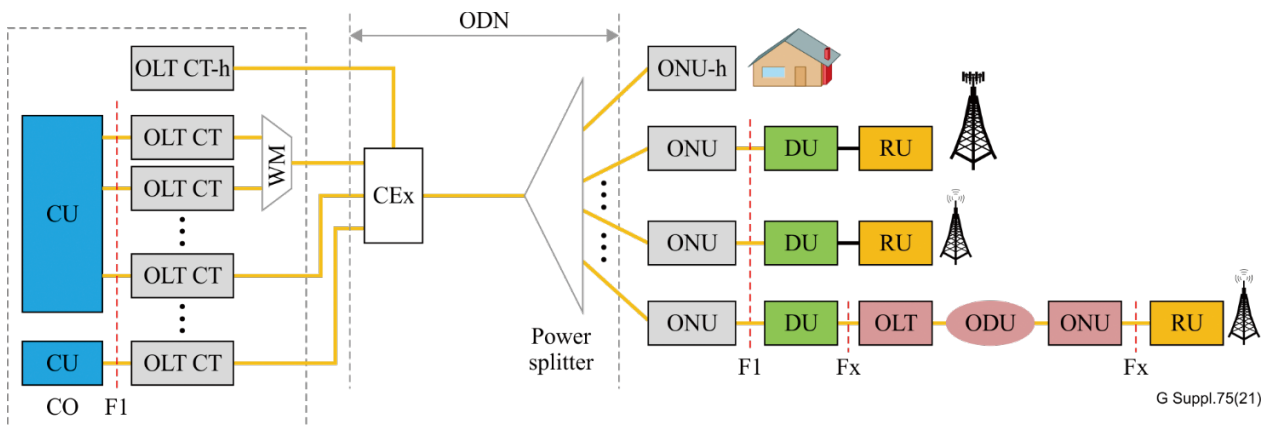 ODN
OLT CT-h
ONU-h
OLT CT
WM
ONU
DU
RU
OLT CT
CU
CEx
ONU
DU
RU
OLT CT
ONU
DU
OLT
ODU
ONU
RU
Power
splitter
CU
OLT CT
F1
Fx
Fx
CO
F1
G Suppl.75(21)